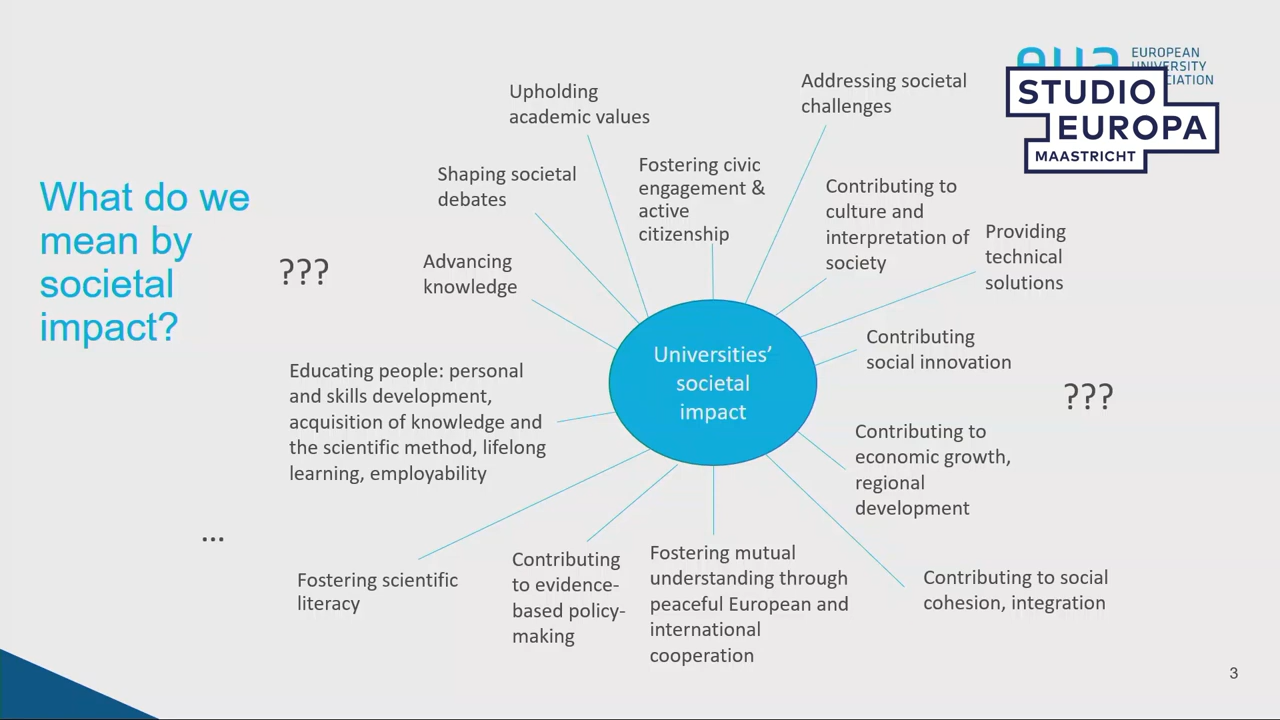 What do we
mean by
societal
impact?
???
...
Upholding
academic values
Shaping societal
debates
Advancing
knowledge
Educating people: personal
and skills development,
acquisition of knowledge and
the scientific method, lifelong
learning, employability
Fostering scientific
literacy
Contributing
to evidence-
based policy-
making
Fostering mutual
understanding through
peaceful European and
international
cooperation
Universities’
societal
impact
Fostering civic
engagement &
active
citizenship
Addressing societal
challenges
Contributing to
culture and
interpretation of
society
Providing
technical
solutions
Contributing
social innovation
???
Contributing to
economic growth,
regional
development
Contributing to social
cohesion, integration
EUROPEAN
UNIVERSITY
STUDIO
EUROPA
MAASTRICHT
3